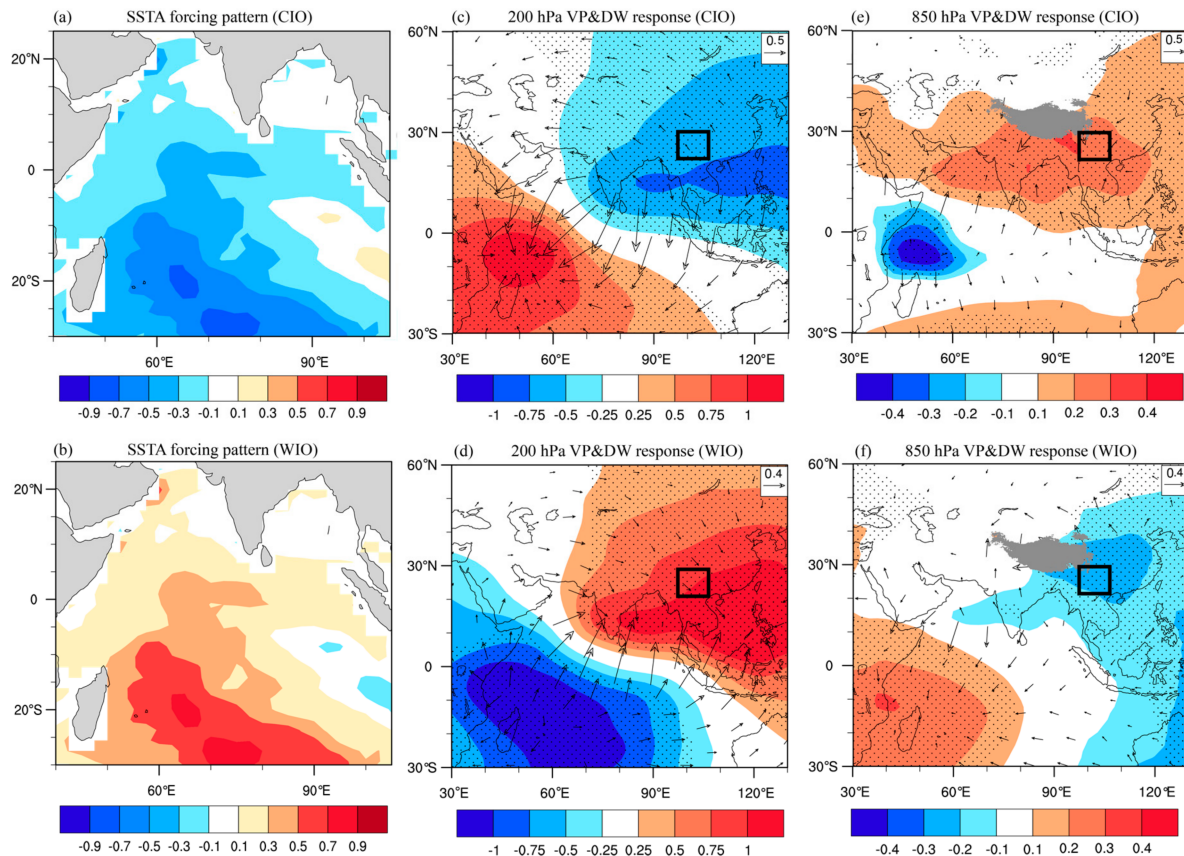 (a) SSTA forcing pattern (CIO)
20°N
0
20°S
60°E 90°E
-0.9 -0.7 -0.5 -0.3 -0.1 0.1 0.3 0.5 0.7 0.9
(c) 200 hPa VP&DW response (CIO)
0.5
60°N
30°N
0
30°S
30°E 60°E 90°E 120°E
-1 -0.75 -0.5 -0.25 0.25 0.5 0.75 1
(e) 850 hPa VP&DW response (CIO)
0.5
60°N
30°N
0
30°S
30°E 60°E 90°E 120°E
-0.4 -0.3 -0.2 -0.1 0.1 0.2 0.3 0.4
(b) SSTA forcing pattern (WIO)
20°N
0
20°S
60°E 90°E
-0.9 -0.7 -0.5 -0.3 -0.1 0.1 0.3 0.5 0.7 0.9
(d) 200 hPa VP&DW response (WIO)
0.4
60°N
30°N
0
30°S
30°E 60°E 90°E 120°E
-1 -0.75 -0.5 -0.25 0.25 0.5 0.75 1
(f) 850 hPa VP&DW response (WIO)
0.4
60°N
30°N
0
30°S
30°E 60°E 90°E 120°E
-0.4 -0.3 -0.2 -0.1 0.1 0.2 0.3 0.4